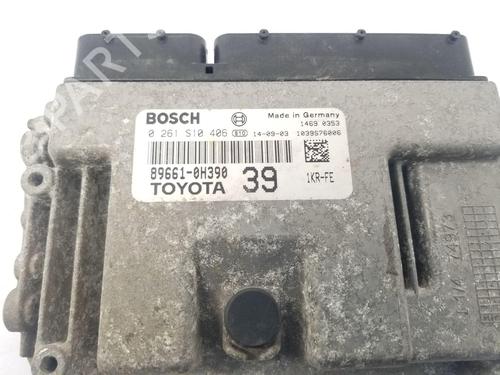 BOSCH Made in Germany
1469 0353
0 261 S10 406 B10 14-09-03 1039S76006
89661-0H390
TOYOTA 39 1KR-FE